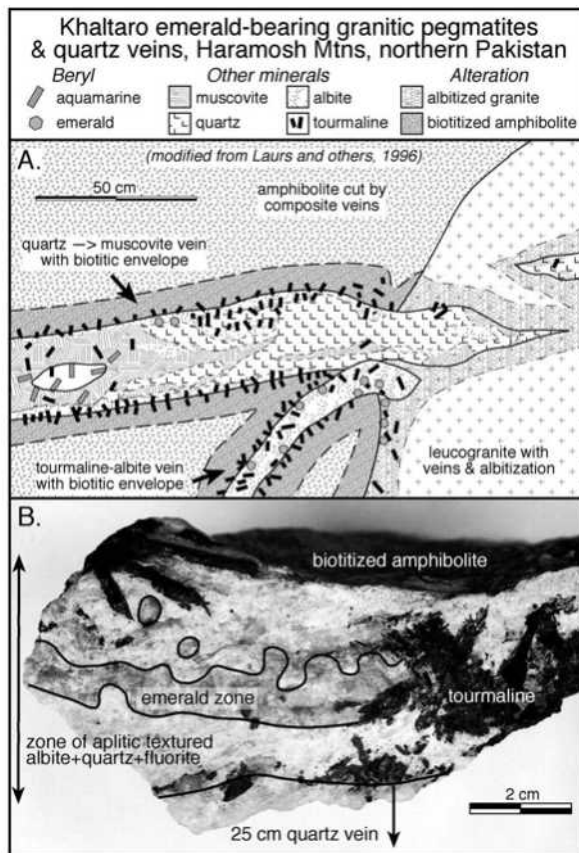 Khaltaro emerald-bearing granitic pegmatites
& quartz veins, Haramosh Mtns, northern Pakistan
Beryl
Other minerals
Alteration
aquamarine
muscovite
albite
albitized granite
emerald
quartz
tourmaline
biotitized amphibolite
A.
(modified from Laurs and others, 1996)
50 cm
amphibolite cut by
composite veins
quartz —> muscovite vein
with biotitic envelope
tourmaline-albite vein
with biotitic envelope
leucogranite with
veins & albitization
B.
biotitized amphibolite
emerald zone
tourmaline
zone of aplitic textured
albite+quartz+fluorite
2 cm
25 cm quartz vein